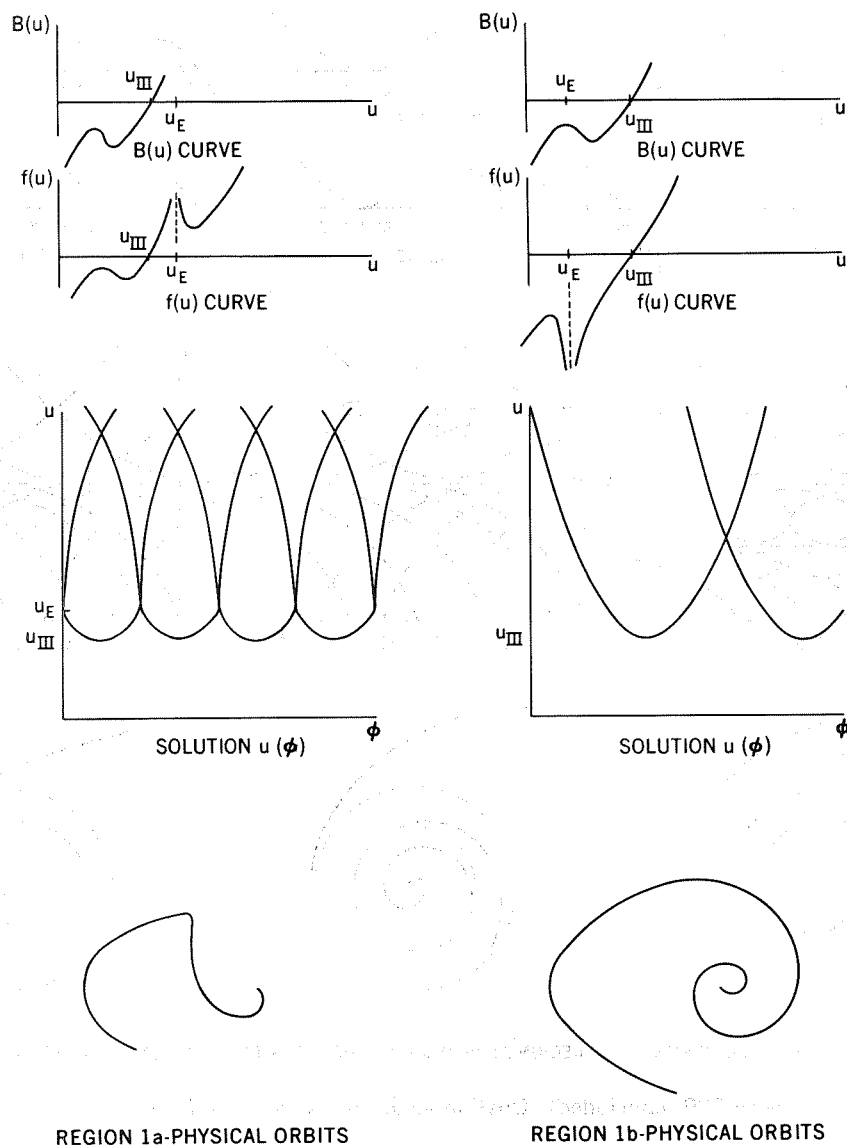 B(u)
u_III
u_E
u
B(u) CURVE
f(u)
u_III
u_E
u
f(u) CURVE
u
u_E
u_III
ϕ
SOLUTION u (ϕ)
REGION 1a-PHYSICAL ORBITS
B(u)
u_E
u_III
u
B(u) CURVE
f(u)
u_E
u_III
u
f(u) CURVE
u
u_III
ϕ
SOLUTION u (ϕ)
REGION 1b-PHYSICAL ORBITS